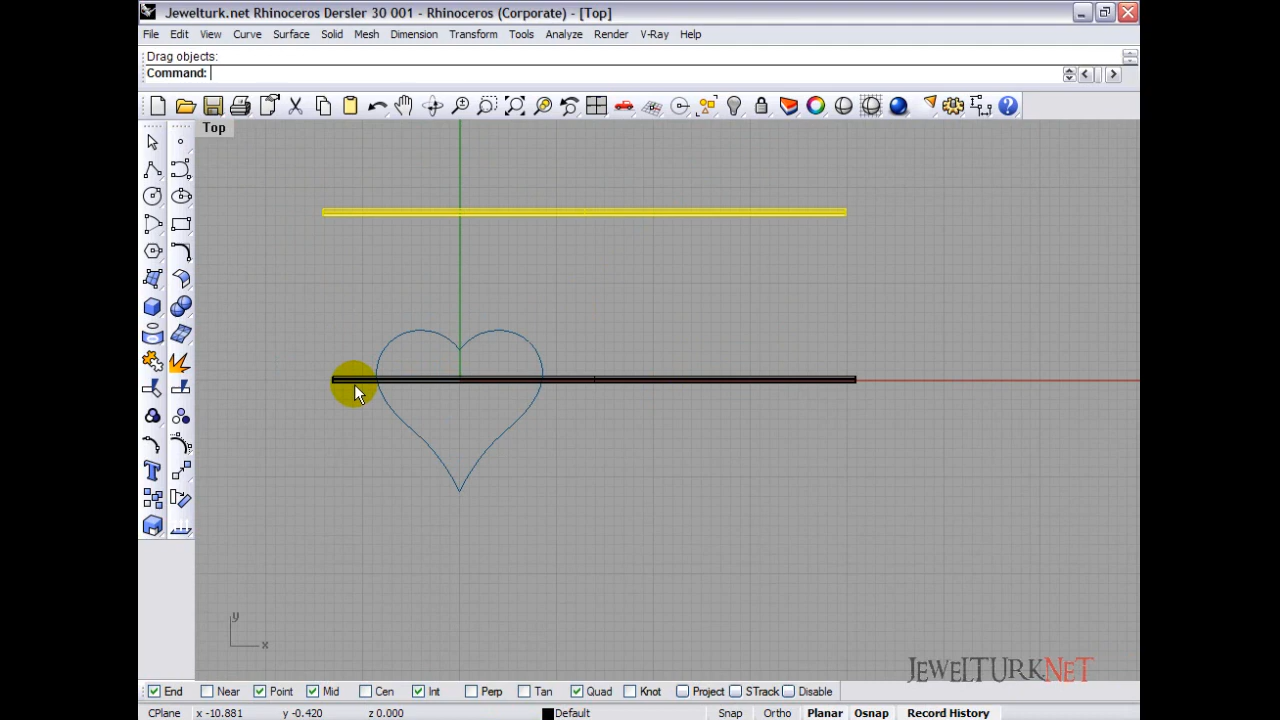 Jewelturk.net Rhinoceros Dersler 30 001 - Rhinoceros (Corporate) - [Top]
File Edit View Curve Surface Solid Mesh Dimension Transform Tools Analyze Render V-Ray Help
Drag objects:
Command:
Top
y
x
JEWELTURKNET
End Near Point Mid Cen Int Perp Tan Quad Knot Project STrack Disable
CPlane x -10.881 y -0.420 z 0.000 Default Snap Ortho Planar Osnap Record History